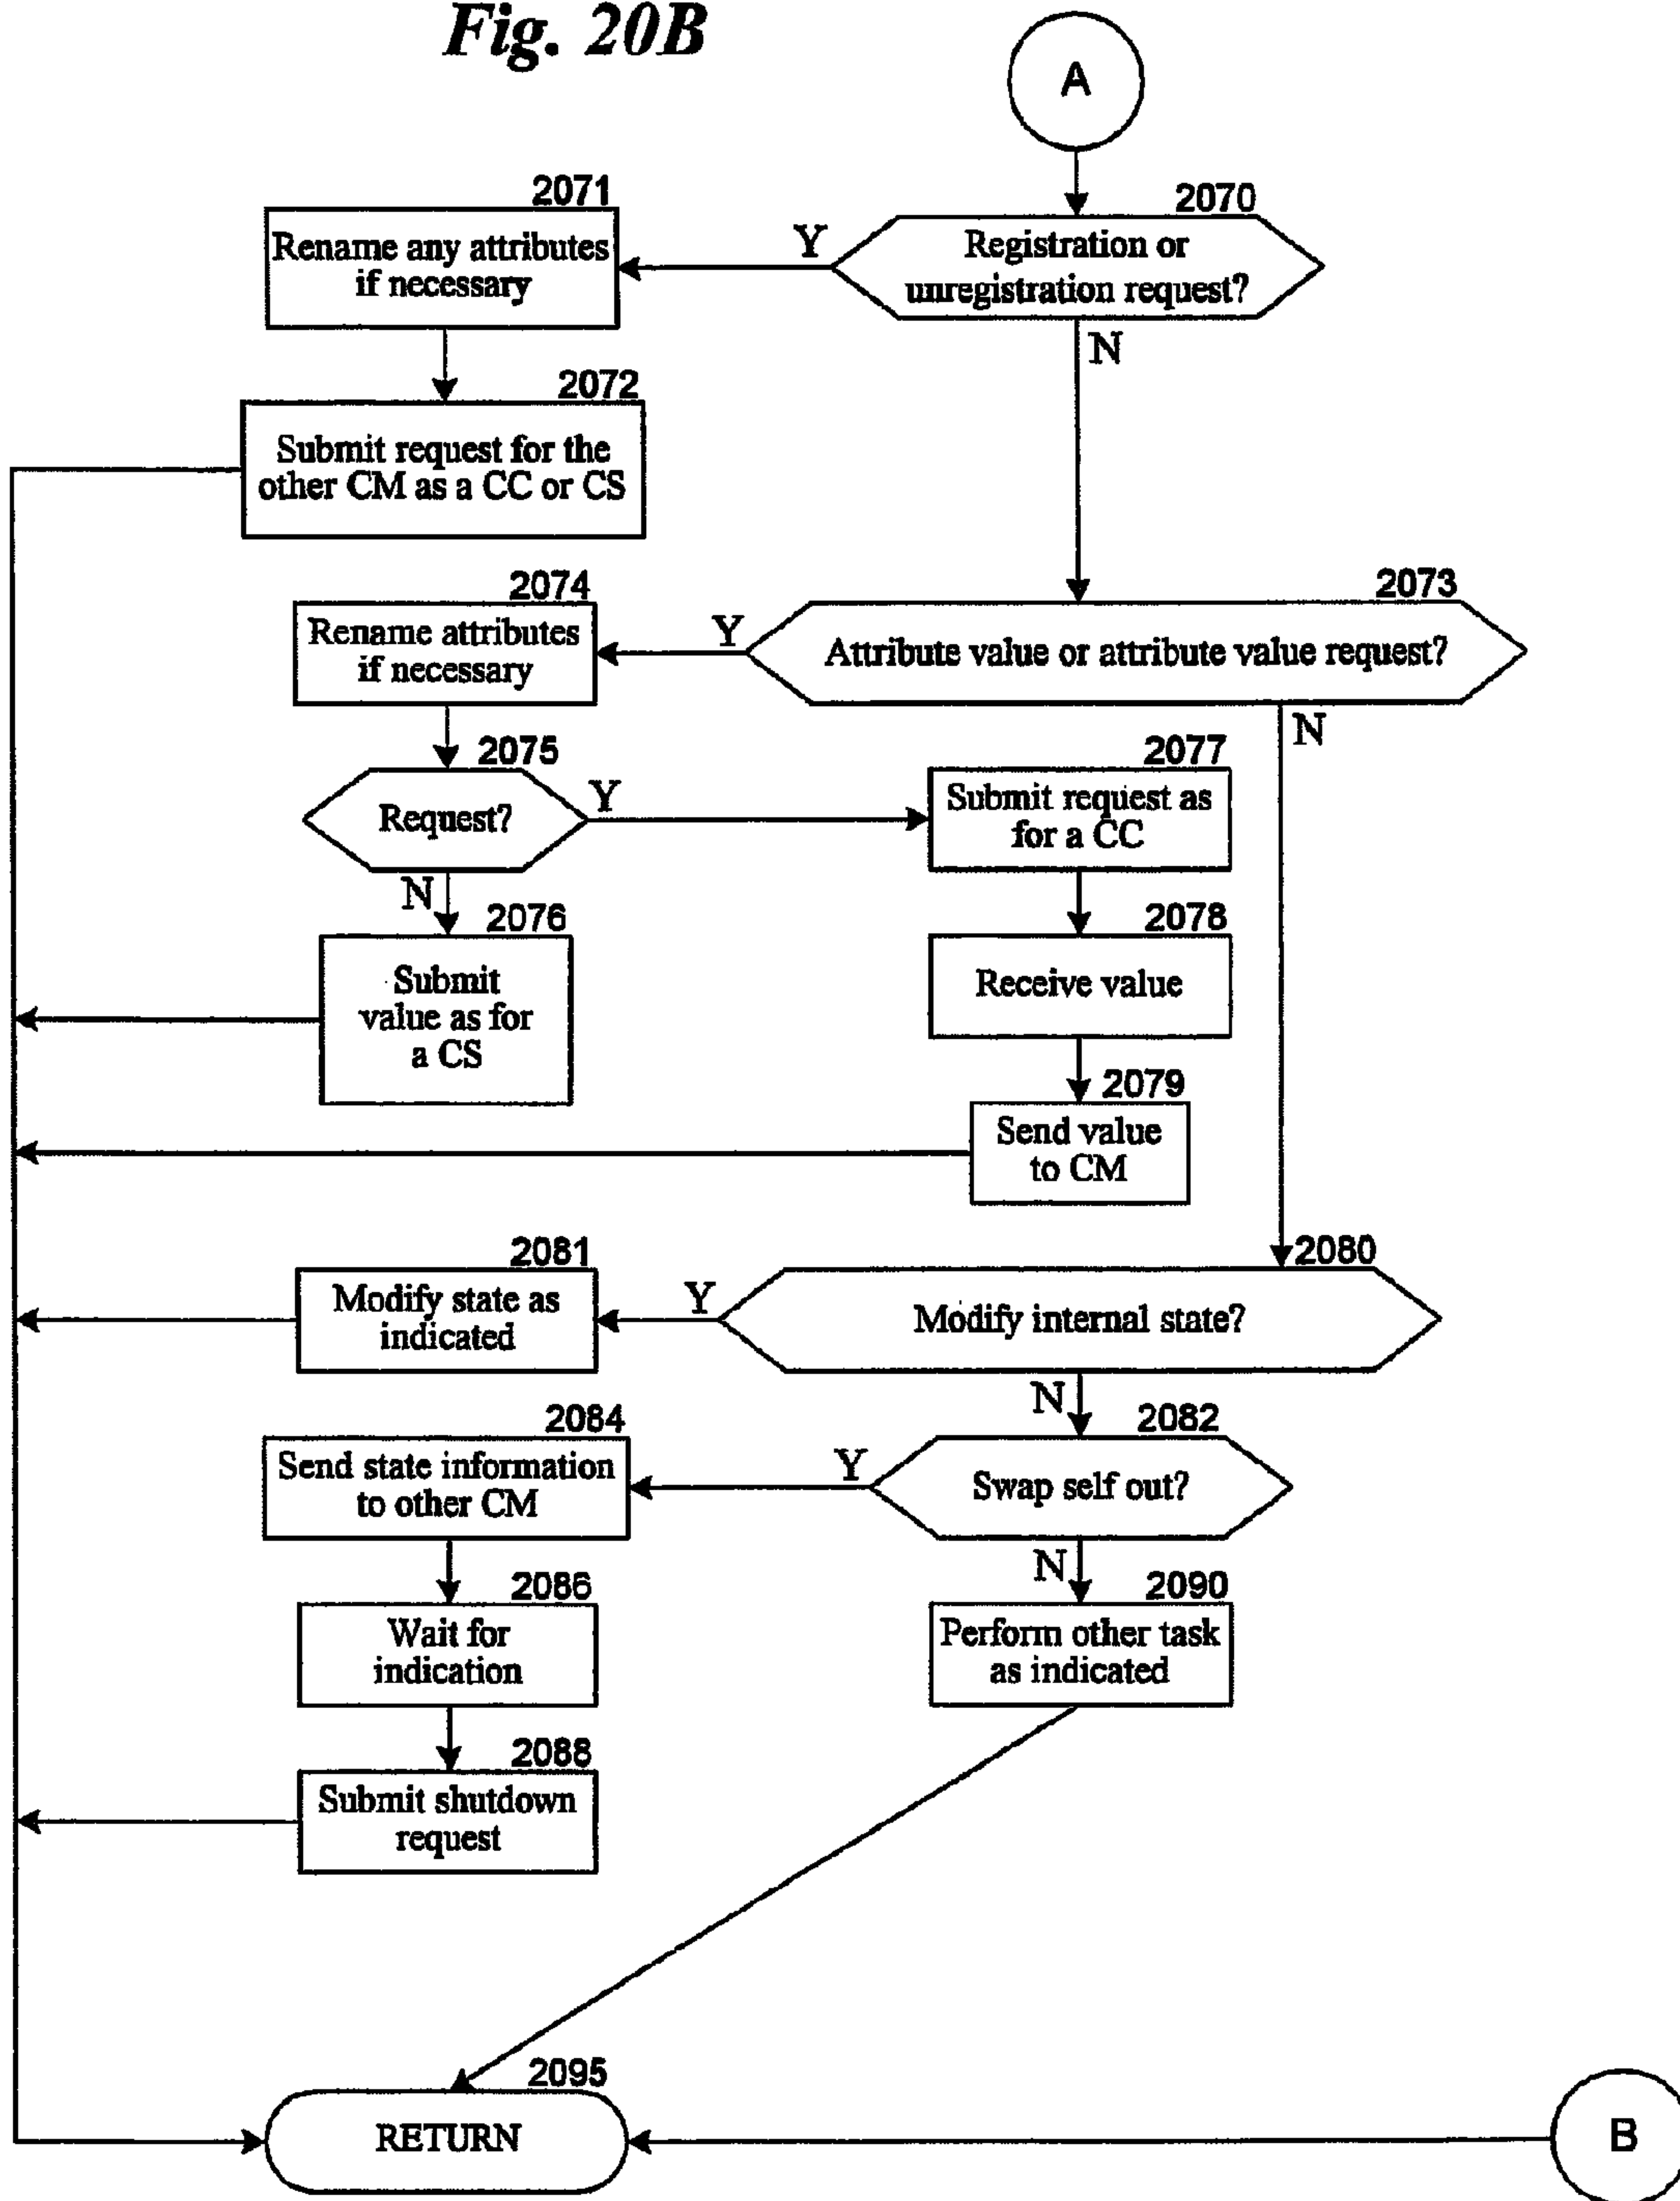 Fig. 20B
A
2070
Registration or
unregistration request?
Y
N
2071
Rename any attributes
if necessary
2072
Submit request for the
other CM as a CC or CS
2073
Attribute value or attribute value request?
Y
N
2074
Rename attributes
if necessary
2075
Request?
Y
N
2076
Submit
value as for
a CS
2077
Submit request as
for a CC
2078
Receive value
2079
Send value
to CM
2080
Modify internal state?
Y
N
2081
Modify state as
indicated
2082
Swap self out?
Y
N
2084
Send state information
to other CM
2086
Wait for
indication
2088
Submit shutdown
request
2090
Perform other task
as indicated
2095
RETURN
B